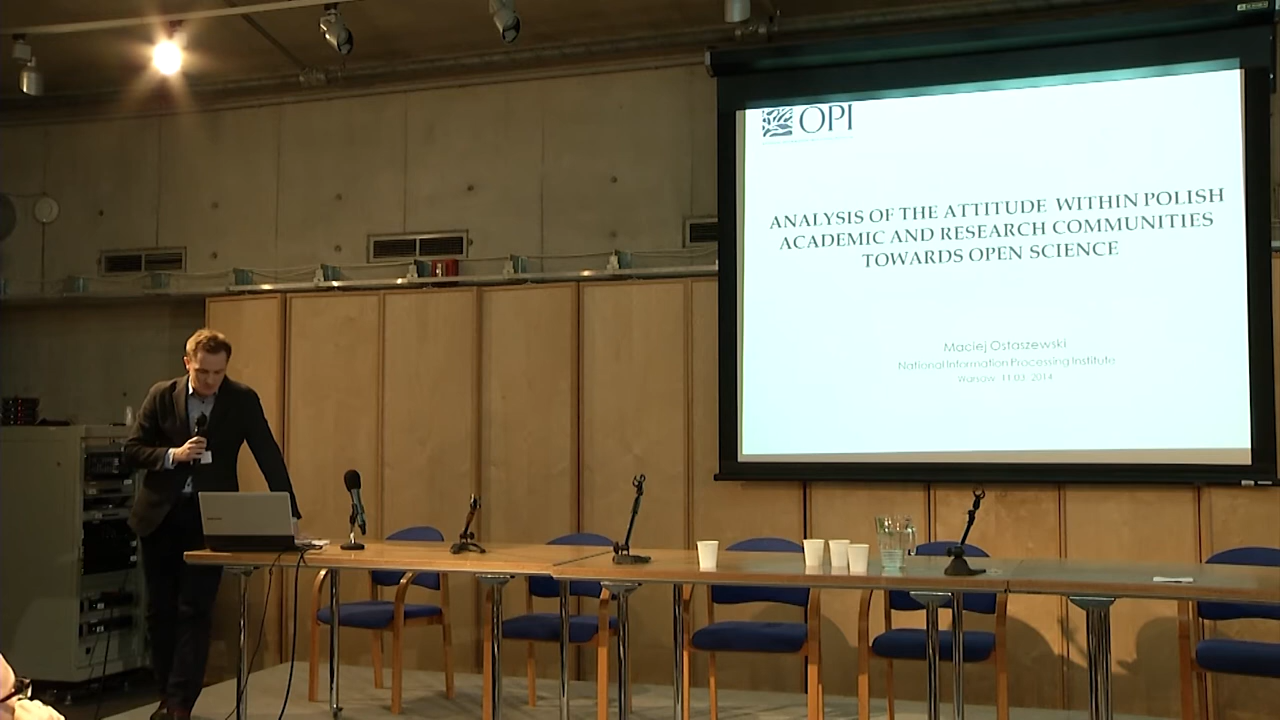 OPI
ANALYSIS OF THE ATTITUDE WITHIN POLISH
ACADEMIC AND RESEARCH COMMUNITIES
TOWARDS OPEN SCIENCE
Maciej Ostaszewski
National Information Processing Institute
Warsaw 11.03.2014